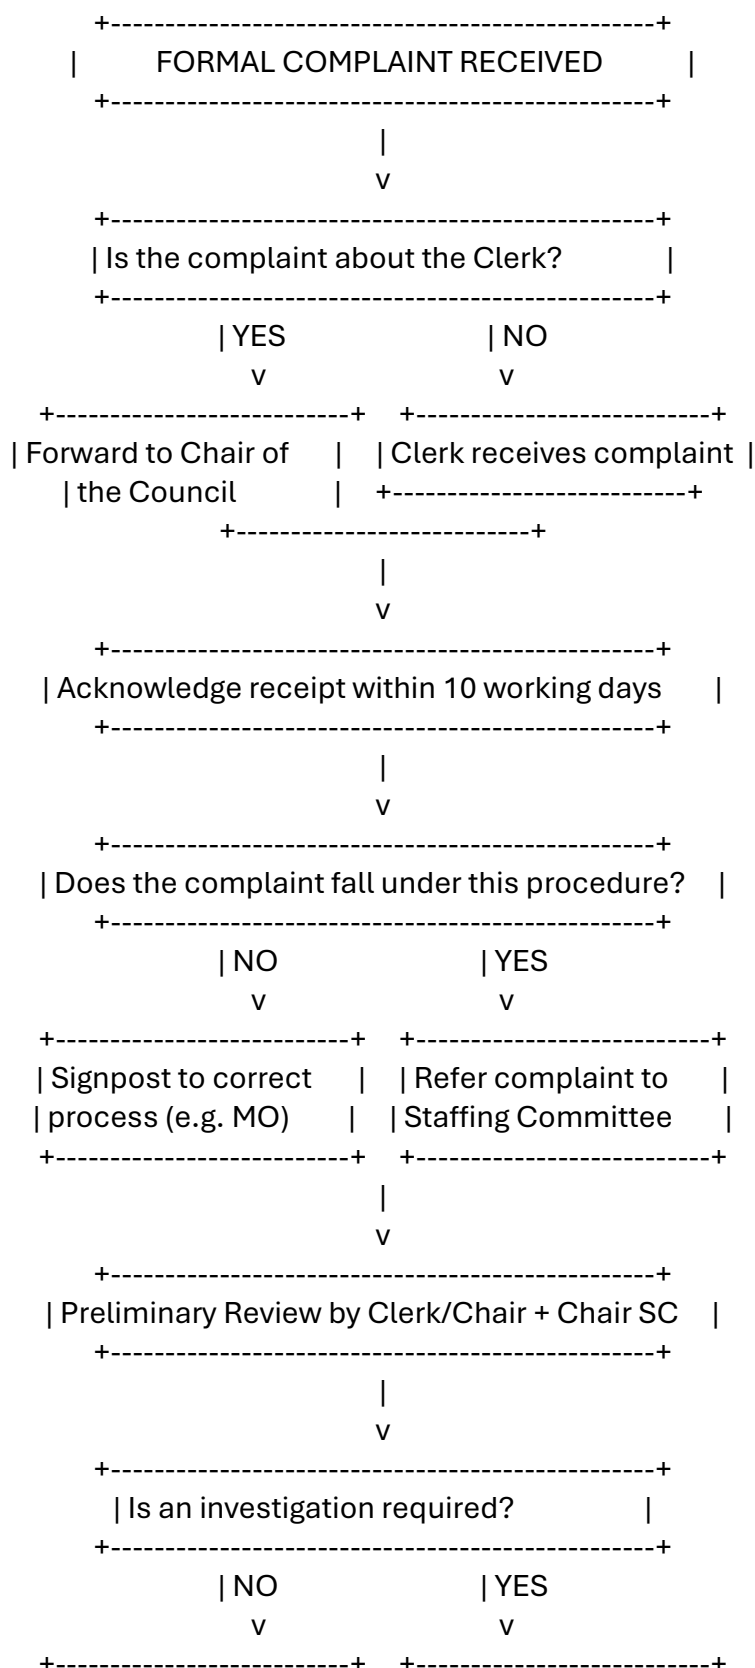 +--------------------------------------------------+
| FORMAL COMPLAINT RECEIVED |
+--------------------------------------------------+
|
v
+--------------------------------------------------+
| Is the complaint about the Clerk? |
+--------------------------------------------------+
| YES | NO
v v
+---------------------------+ +---------------------------+
| Forward to Chair of | | Clerk receives complaint |
| the Council | +---------------------------+
+---------------------------+
|
v
+--------------------------------------------------+
| Acknowledge receipt within 10 working days |
+--------------------------------------------------+
|
v
+--------------------------------------------------+
| Does the complaint fall under this procedure? |
+--------------------------------------------------+
| NO | YES
v v
+---------------------------+ +---------------------------+
| Signpost to correct | | Refer complaint to |
| process (e.g. MO) | | Staffing Committee |
+---------------------------+ +---------------------------+
|
v
+--------------------------------------------------+
| Preliminary Review by Clerk/Chair + Chair SC |
+--------------------------------------------------+
|
v
+--------------------------------------------------+
| Is an investigation required? |
+--------------------------------------------------+
| NO | YES
v v
+---------------------------+ +---------------------------+